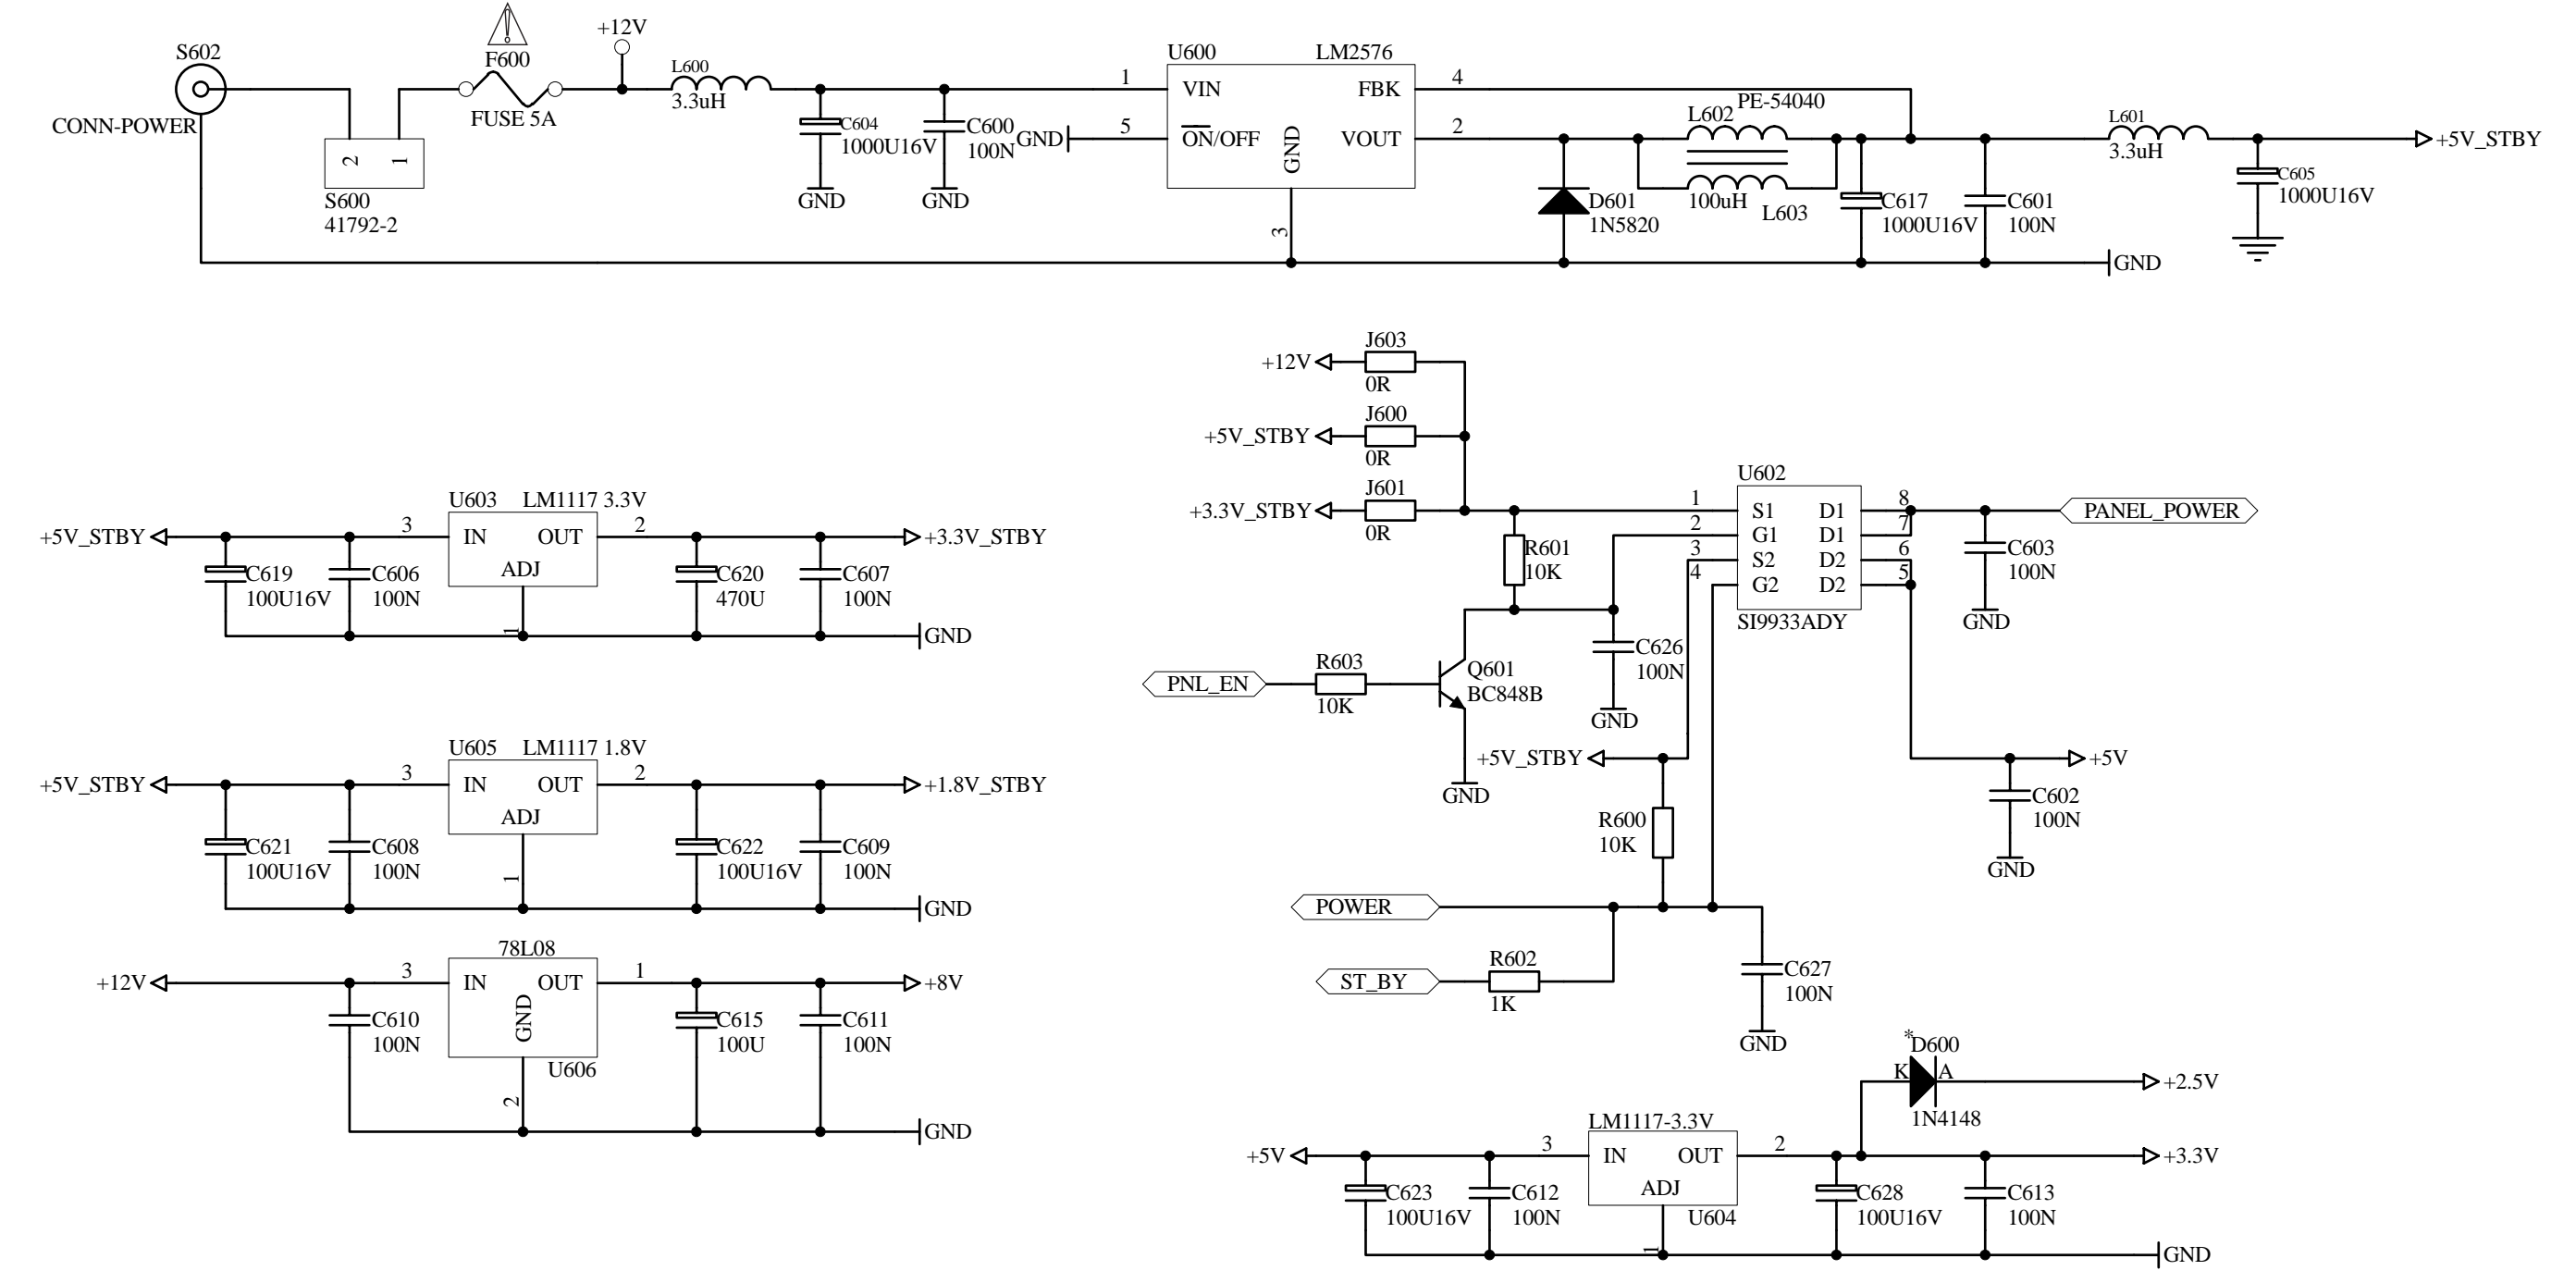 S602
CONN-POWER
2
1
S600
41792-2
F600
FUSE 5A
+12V
L600
3.3uH
C604
1000U16V
GND
C600
100N
GND
GND
1
5
U600
LM2576
VIN
FBK
ON/OFF
GND
VOUT
3
4
2
D601
1N5820
L602
PE-54040
100uH
L603
C617
1000U16V
C601
100N
GND
L601
3.3uH
C605
1000U16V
+5V_STBY
+12V
J603
0R
+5V_STBY
J600
0R
+3.3V_STBY
J601
0R
R601
10K
U602
1
2
3
4
S1
G1
S2
G2
D1
D1
D2
D2
8
7
6
5
SI9933ADY
PANEL_POWER
C603
100N
GND
PNL_EN
R603
10K
Q601
BC848B
GND
C626
100N
GND
+5V_STBY
R600
10K
+5V
C602
100N
GND
POWER
ST_BY
R602
1K
C627
100N
GND
U603
LM1117 3.3V
+5V_STBY
3
IN
OUT
ADJ
2
+3.3V_STBY
C619
100U16V
C606
100N
1
C620
470U
C607
100N
GND
U605
LM1117 1.8V
+5V_STBY
3
IN
OUT
ADJ
2
+1.8V_STBY
C621
100U16V
C608
100N
1
C622
100U16V
C609
100N
GND
78L08
+12V
3
IN
OUT
GND
1
+8V
C610
100N
U606
2
C615
100U
C611
100N
GND
*D600
K
A
1N4148
+2.5V
LM1117-3.3V
+5V
3
IN
OUT
ADJ
2
+3.3V
C623
100U16V
C612
100N
U604
1
C628
100U16V
C613
100N
GND